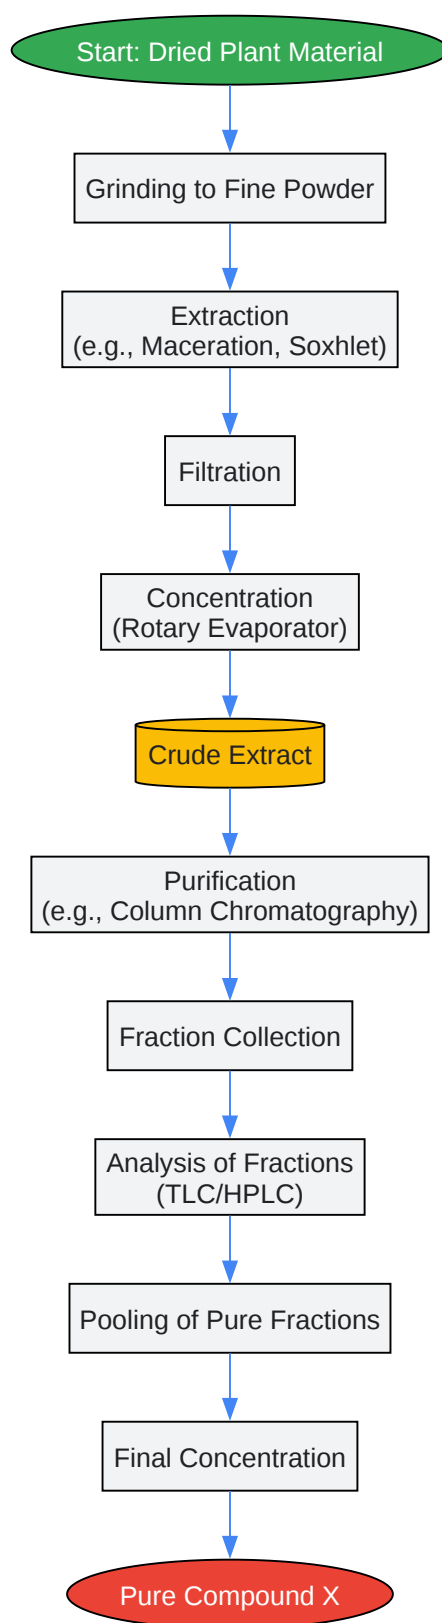 Start: Dried Plant Material
Grinding to Fine Powder
Extraction
(e.g., Maceration, Soxhlet)
Filtration
Concentration
(Rotary Evaporator)
Crude Extract
Purification
(e.g., Column Chromatography)
Fraction Collection
Analysis of Fractions
(TLC/HPLC)
Pooling of Pure Fractions
Final Concentration
Pure Compound X